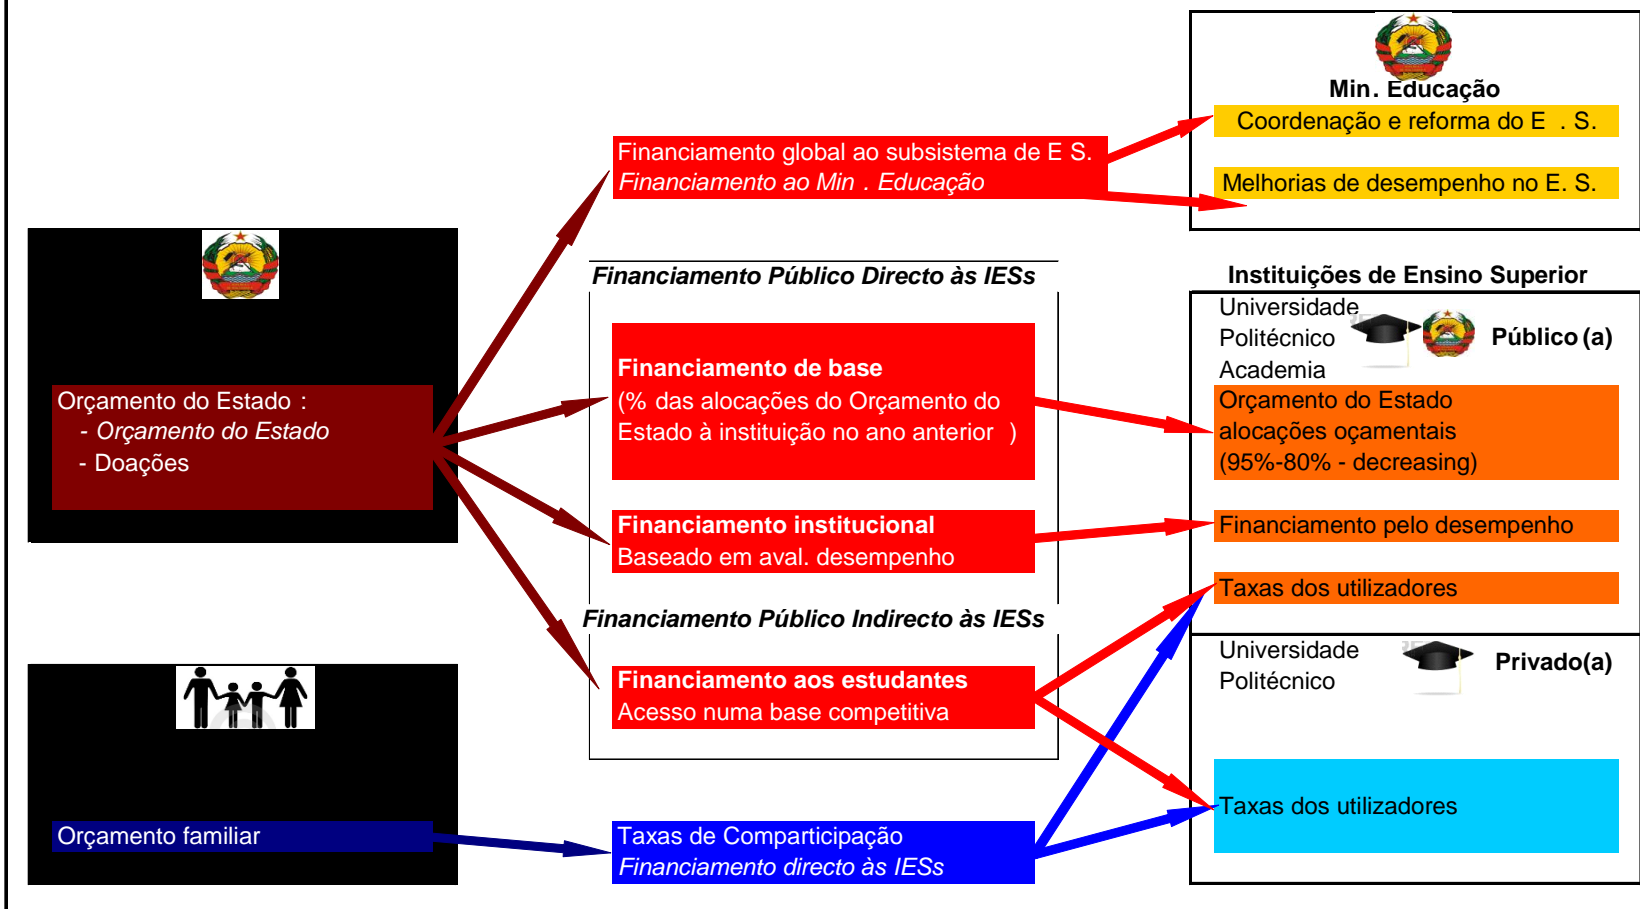 Min. Educação
Coordenação e reforma do E . S.
Melhorias de desempenho no E. S.
Financiamento global ao subsistema de E S.
Financiamento ao Min . Educação
Orçamento do Estado :
- Orçamento do Estado
- Doações
Financiamento Público Directo às IESs
Financiamento de base
(% das alocações do Orçamento do
Estado à instituição no ano anterior )
Financiamento institucional
Baseado em aval. desempenho
Financiamento Público Indirecto às IESs
Financiamento aos estudantes
Acesso numa base competitiva
Instituições de Ensino Superior
Universidade
Politécnico
Academia
Público (a)
Orçamento do Estado
alocações oçamentais
(95%-80% - decreasing)
Financiamento pelo desempenho
Taxas dos utilizadores
Universidade
Politécnico
Privado(a)
Taxas dos utilizadores
Orçamento familiar
Taxas de Comparticipação
Financiamento directo às IESs